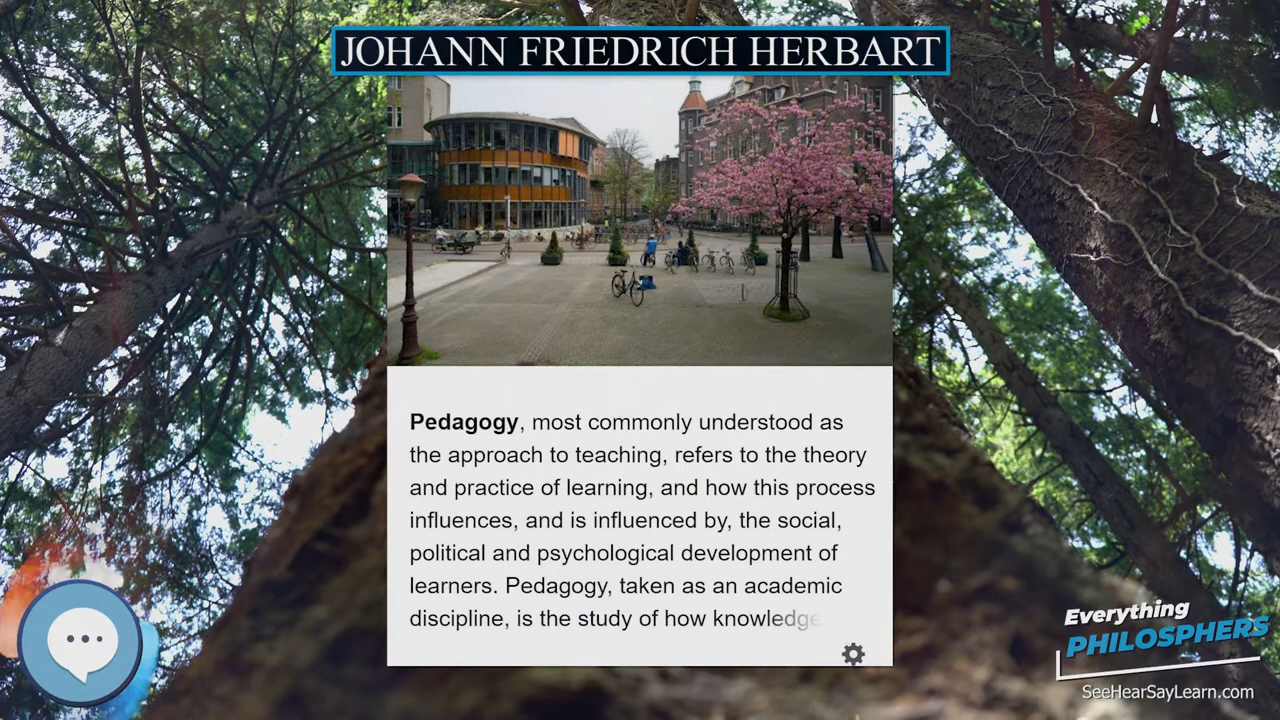 JOHANN FRIEDRICH HERBART
Pedagogy, most commonly understood as
the approach to teaching, refers to the theory
and practice of learning, and how this process
influences, and is influenced by, the social,
political and psychological development of
learners. Pedagogy, taken as an academic
discipline, is the study of how knowledge
Everything
PHILOSPHERS
SeeHearSayLearn.com